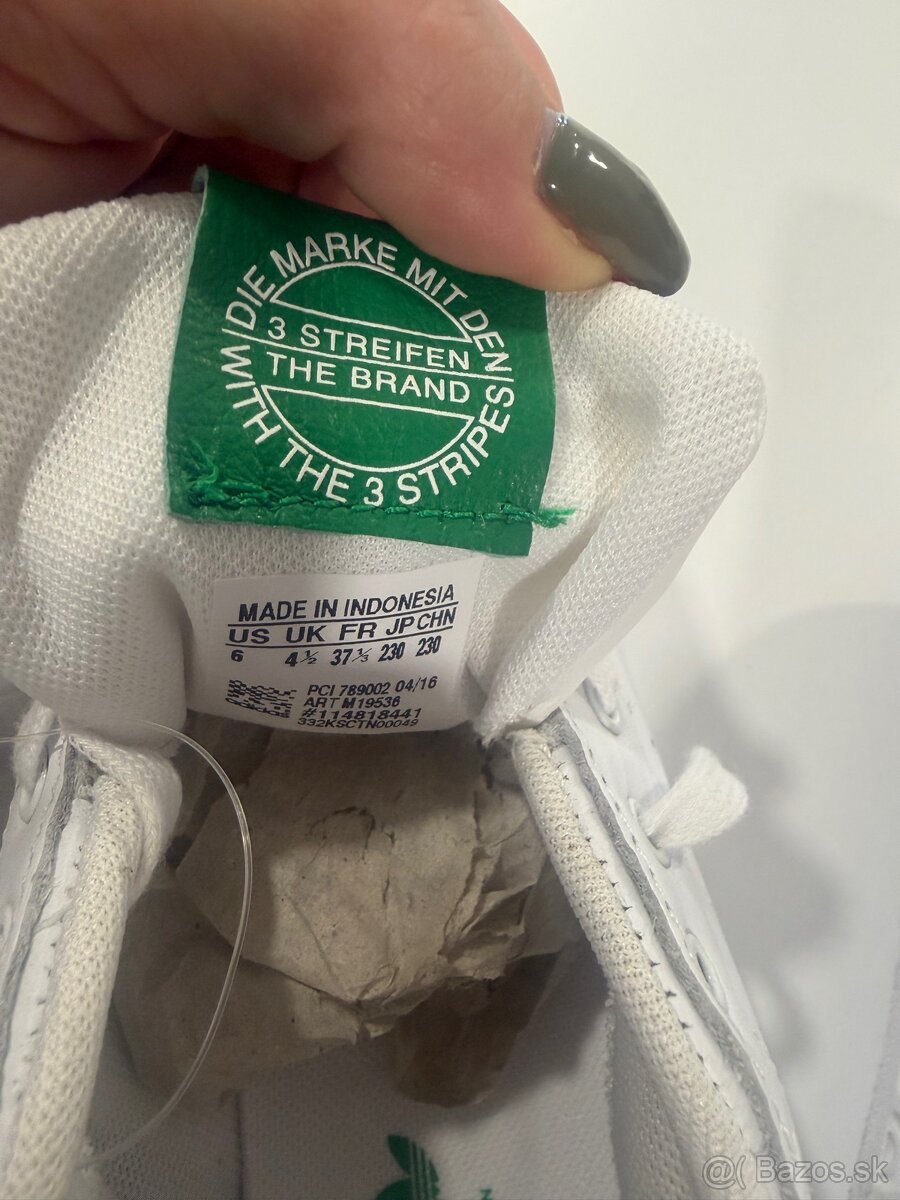 DIE MARKE MIT DEN
3 STREIFEN
THE BRAND
WITH THE 3 STRIPES
MADE IN INDONESIA
US UK FR JP CHN
6 4½ 37⅓ 230 230
PCI 789002 04/16
ART M19536
#114818441
332KSCTN00049
@( Bazos.sk